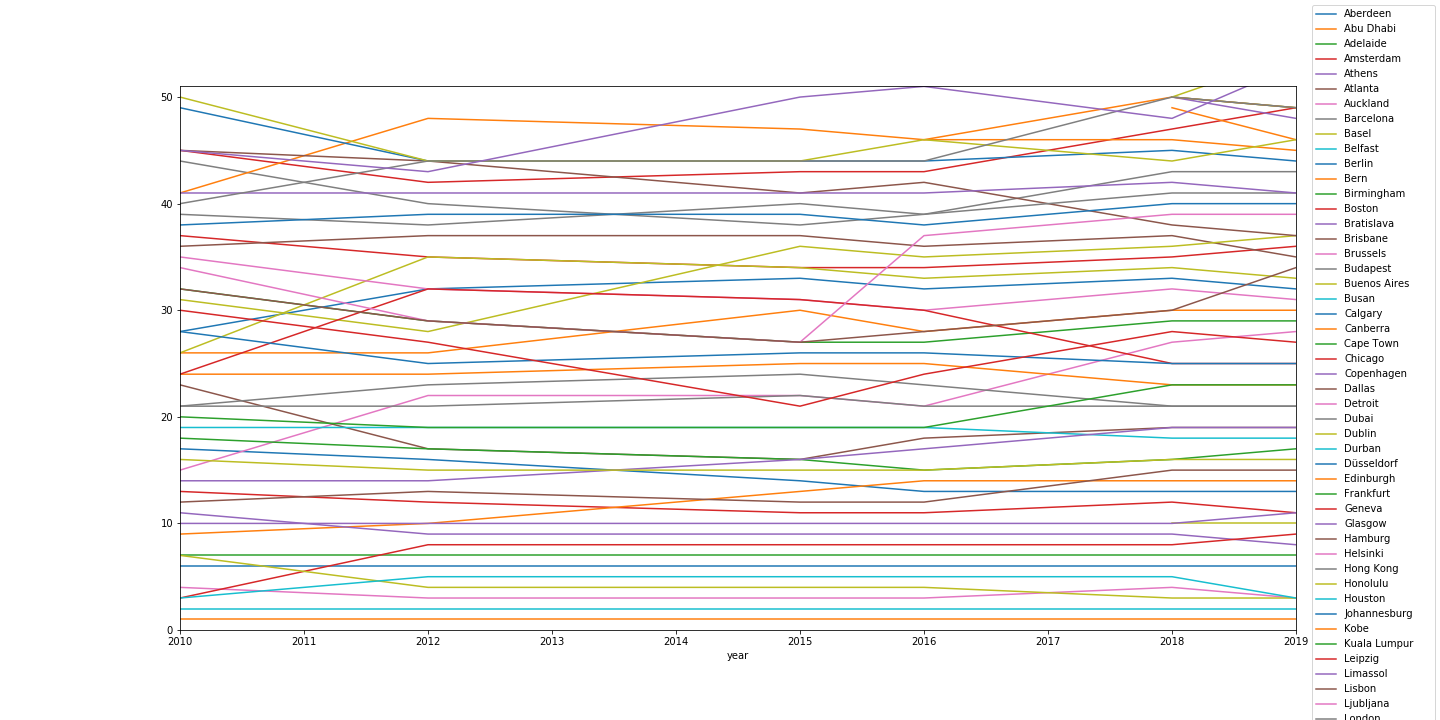 50
40
30
20
10
0
2010 2011 2012 2013 2014 2015 2016 2017 2018 2019
year
Aberdeen
Abu Dhabi
Adelaide
Amsterdam
Athens
Atlanta
Auckland
Barcelona
Basel
Belfast
Berlin
Bern
Birmingham
Boston
Bratislava
Brisbane
Brussels
Budapest
Buenos Aires
Busan
Calgary
Canberra
Cape Town
Chicago
Copenhagen
Dallas
Detroit
Dubai
Dublin
Durban
Düsseldorf
Edinburgh
Frankfurt
Geneva
Glasgow
Hamburg
Helsinki
Hong Kong
Honolulu
Houston
Johannesburg
Kobe
Kuala Lumpur
Leipzig
Limassol
Lisbon
Ljubljana
London